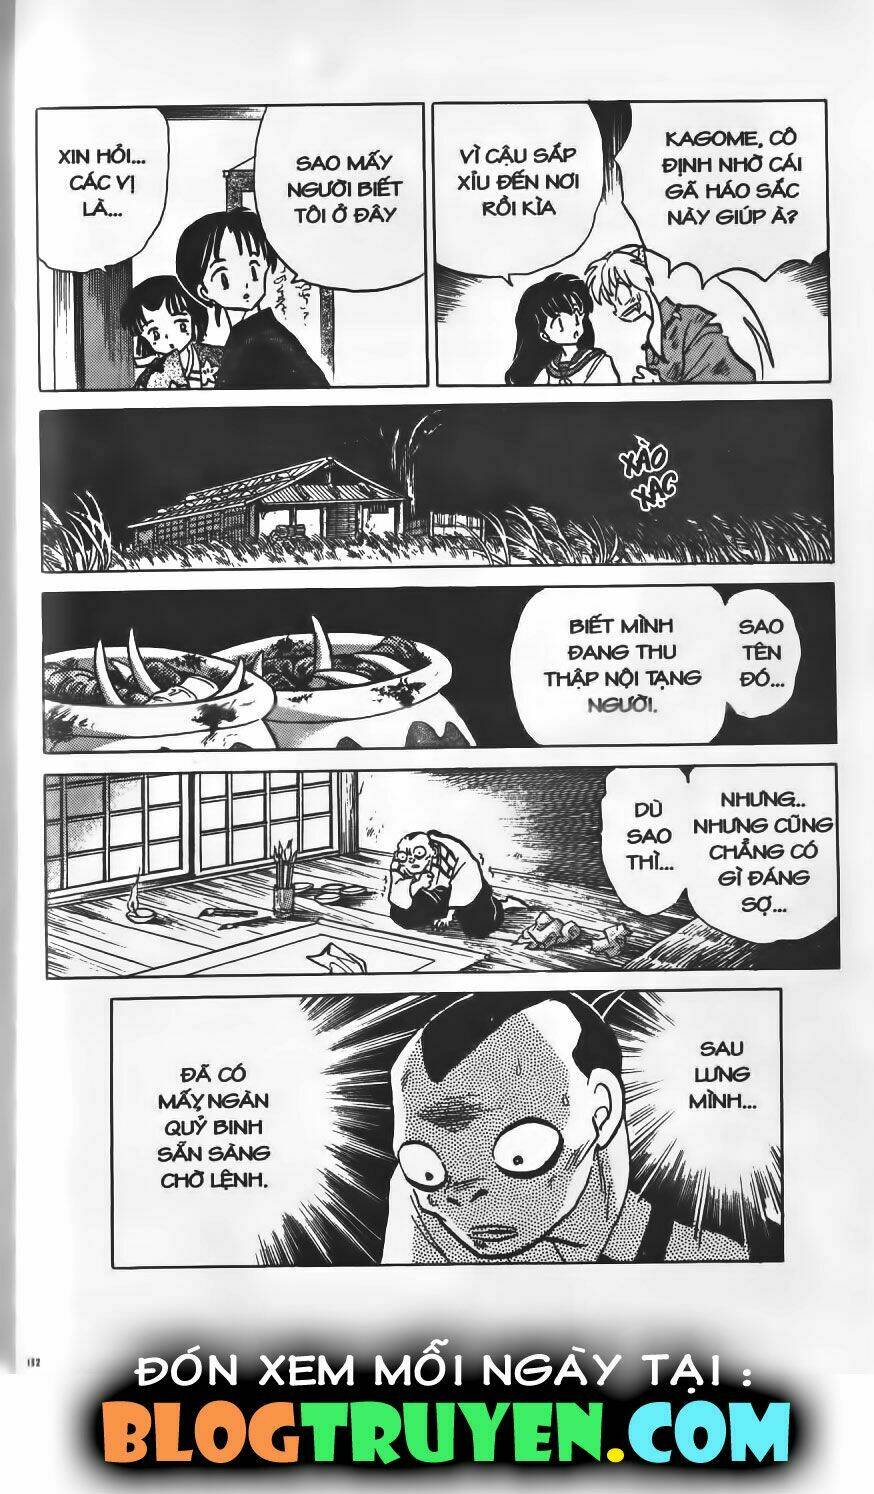 KAGOME, CÔ
ĐỊNH NHỜ CÁI
GÃ HÁO SẮC
NÀY GIÚP À?
VÌ CẬU SẮP
XỈU ĐẾN NƠI
RỒI KÌA
SAO MẤY
NGƯỜI BIẾT
TÔI Ở ĐÂY
XIN HỎI...
CÁC VỊ
LÀ...
XÀO
XẠC
SAO
TÊN
ĐÓ...
BIẾT MÌNH
ĐANG THU
THẬP NỘI TẠNG
NGƯỜI.
NHƯNG..
NHƯNG CŨNG
CHẲNG CÓ
GÌ ĐÁNG
SỢ...
DÙ
SAO
THÌ...
SAU
LƯNG
MÌNH...
ĐÃ CÓ
MẤY NGÀN
QUỶ BINH
SẴN SÀNG
CHỜ LỆNH.
182
ĐÓN XEM MỖI NGÀY TẠI :
BLOGTRUYEN.COM